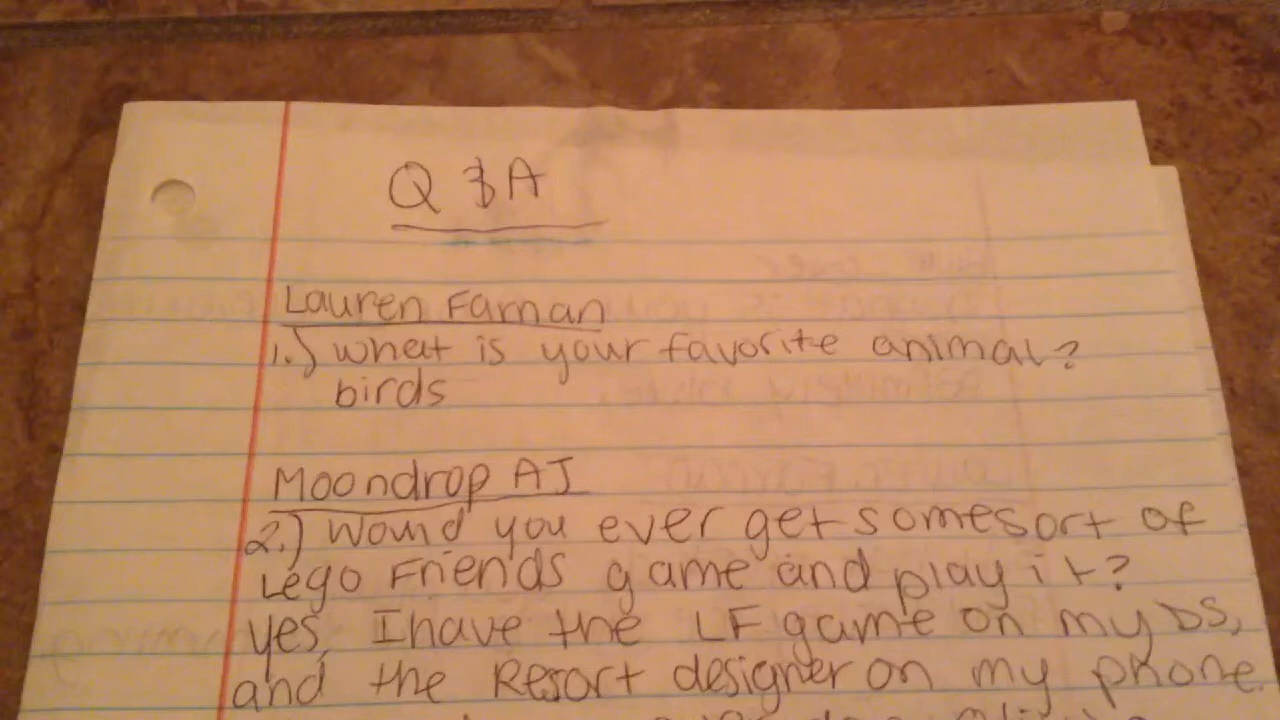 Q & A
Lauren Farnan
1.) what is your favorite animal?
birds
Moondrop AJ
2.) Would you ever get somesort of
Lego Friends game and play it?
yes, I have the LF game on my DS,
and the Resort designer on my phone.